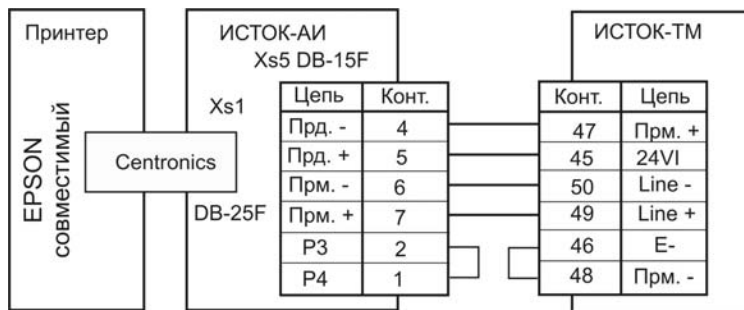 Принтер
EPSON
совместимый
Centronics
ИСТОК-АИ
Xs5 DB-15F
Xs1
DB-25F
Цепь Конт.
Прд. - 4
Прд. + 5
Прм. - 6
Прм. + 7
P3 2
P4 1
ИСТОК-ТМ
Конт. Цепь
47 Прм. +
45 24VI
50 Line -
49 Line +
46 E-
48 Прм. -